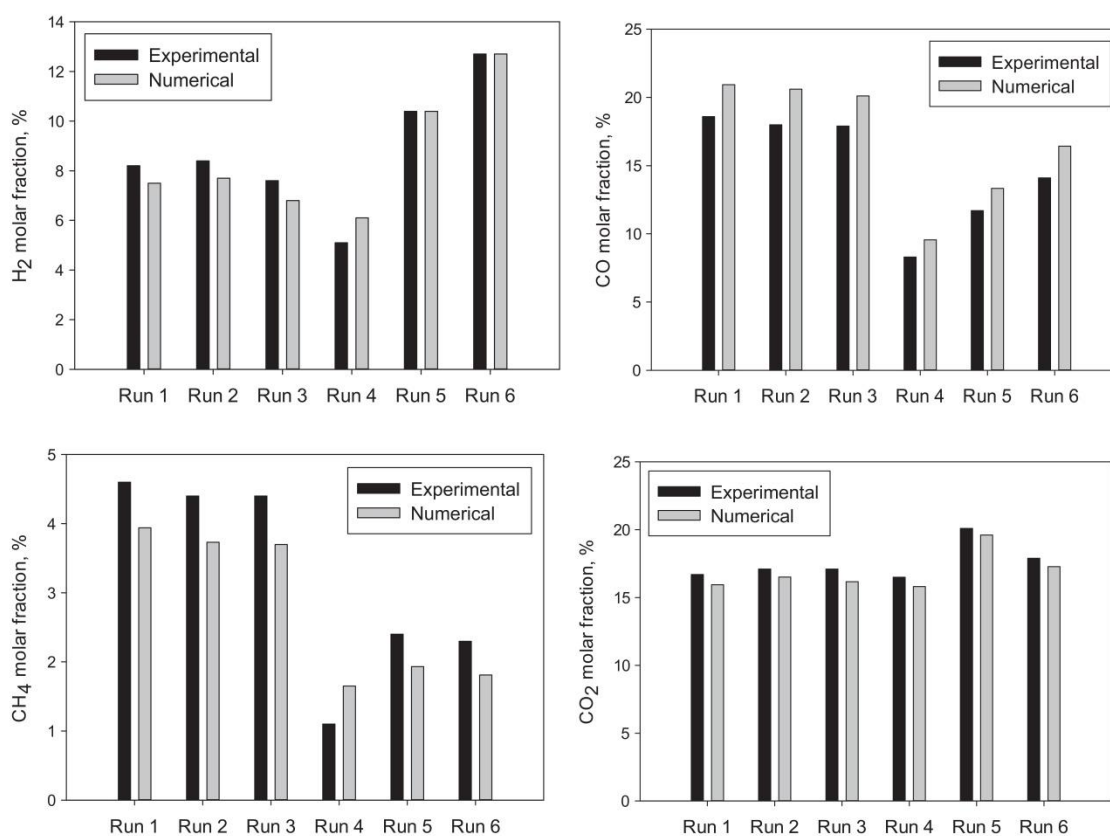 14
12
10
8
6
4
2
0
H2 molar fraction, %
Experimental
Numerical
Run 1 Run 2 Run 3 Run 4 Run 5 Run 6
25
20
15
10
5
0
CO molar fraction, %
Experimental
Numerical
Run 1 Run 2 Run 3 Run 4 Run 5 Run 6
5
4
3
2
1
0
CH4 molar fraction, %
Experimental
Numerical
Run 1 Run 2 Run 3 Run 4 Run 5 Run 6
25
20
15
10
5
0
CO2 molar fraction, %
Experimental
Numerical
Run 1 Run 2 Run 3 Run 4 Run 5 Run 6